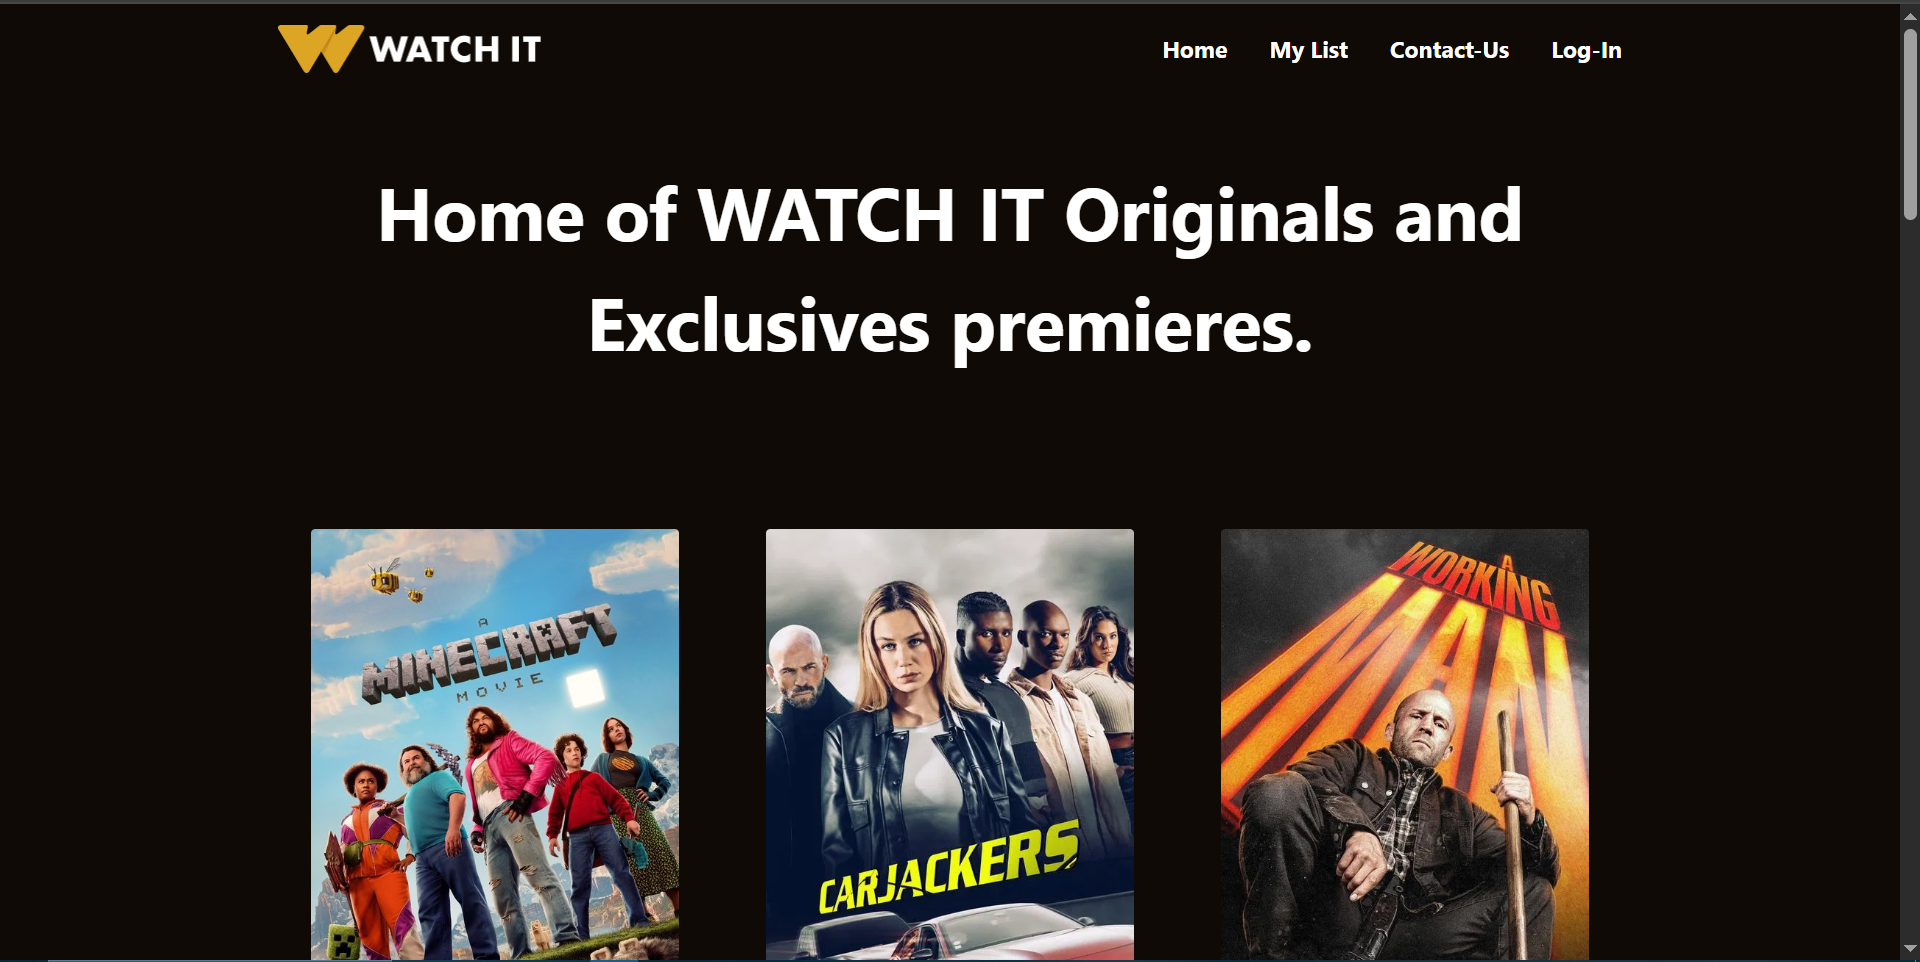 WATCH IT
Home
My List
Contact-Us
Log-In
Home of WATCH IT Originals and
Exclusives premieres.
A
MINECRAFT
MOVIE
CARJACKERS
A
WORKING
MAN